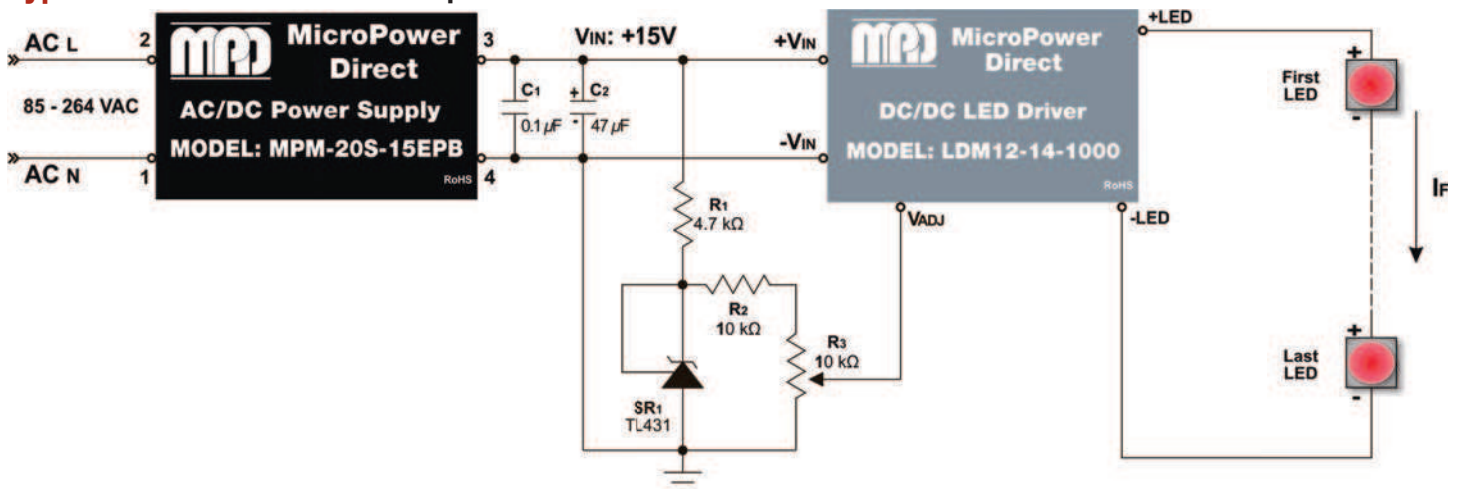 AC L
2
MPD
MicroPower
Direct
AC/DC Power Supply
MODEL: MPM-20S-15EPB
RoHS
3
4
85 - 264 VAC
AC N
1
VIN: +15V
C1
0.1 µF
+
C2
-
47 µF
R1
4.7 kΩ
R2
10 kΩ
R3
10 kΩ
SR1
TL431
+VIN
-VIN
MPD
MicroPower
Direct
DC/DC LED Driver
MODEL: LDM12-14-1000
RoHS
VADJ
+LED
-LED
+
First
LED
-
IF
+
Last
LED
-